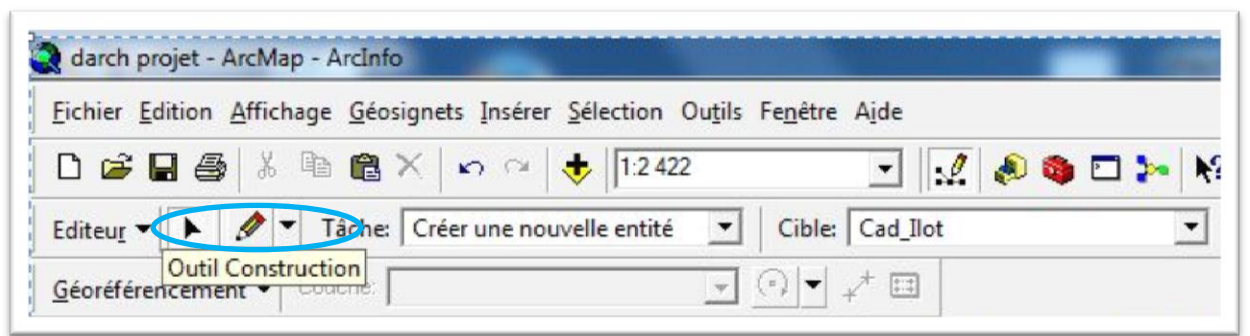 darch projet - ArcMap - ArcInfo
Fichier Edition Affichage Géosignets Insérer Sélection Outils Fenêtre Aide
1:2 422
Editeur Tâche: Créer une nouvelle entité Cible: Cad_Ilot
Outil Construction
Géoréférencement Couche: